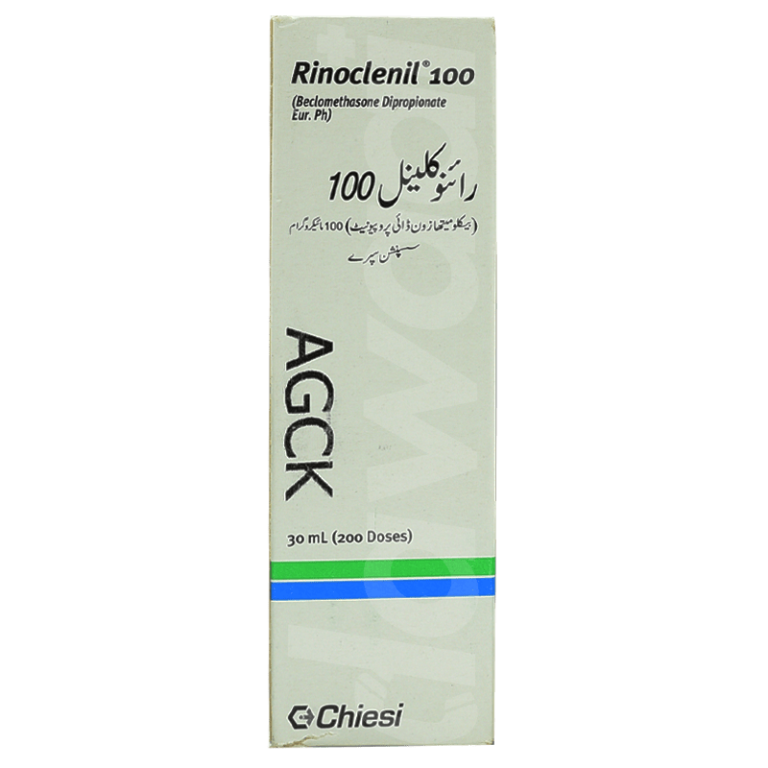 Rinoclenil® 100
(Beclomethasone Dipropionate
Eur. Ph)
رائنو کلینل 100
(بیکلومیتھازون ڈائی پروپیونیٹ) 100 مائیکروگرام
سسپنشن سپرے
AGCK
30 mL (200 Doses)
Chiesi
dawaai